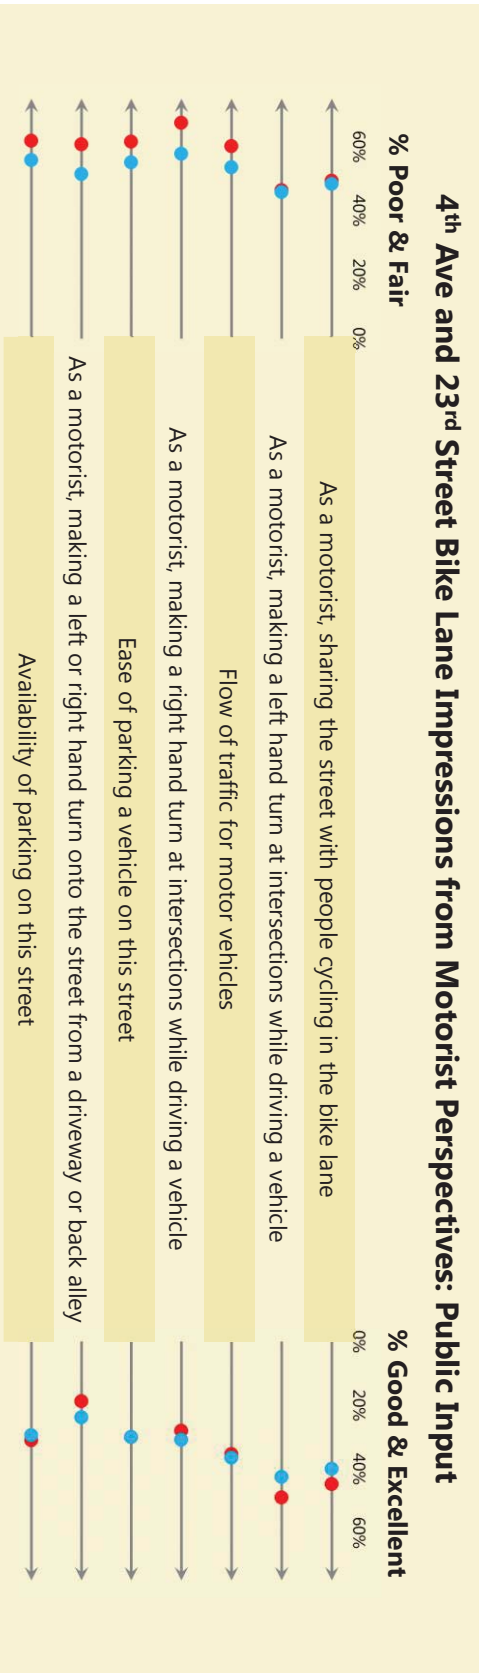 4th Ave and 23rd Street Bike Lane Impressions from Motorist Perspectives: Public Input
% Poor & Fair
% Good & Excellent
60% 40% 20% 0%
0% 20% 40% 60%
As a motorist, sharing the street with people cycling in the bike lane
As a motorist, making a left hand turn at intersections while driving a vehicle
Flow of traffic for motor vehicles
As a motorist, making a right hand turn at intersections while driving a vehicle
Ease of parking a vehicle on this street
As a motorist, making a left or right hand turn onto the street from a driveway or back alley
Availability of parking on this street